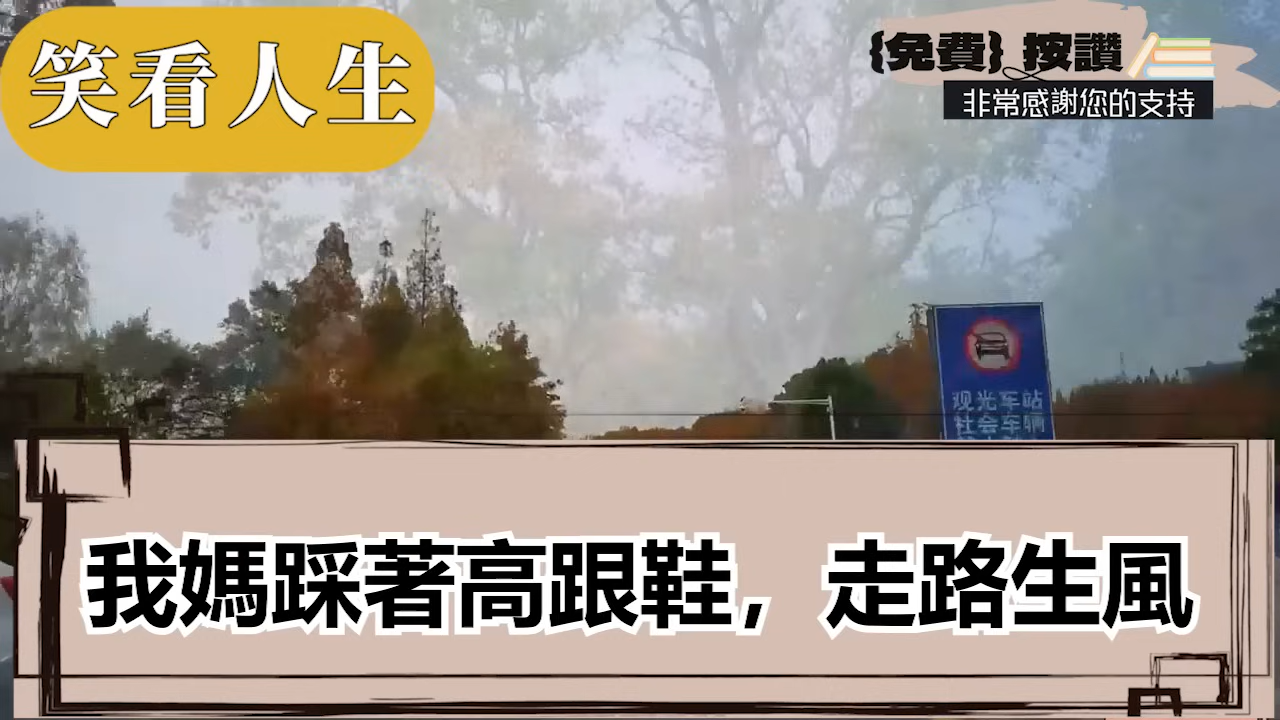 笑看人生
{免費} 按讚
非常感謝您的支持
观光车站
社会车辆
我媽踩著高跟鞋，走路生風